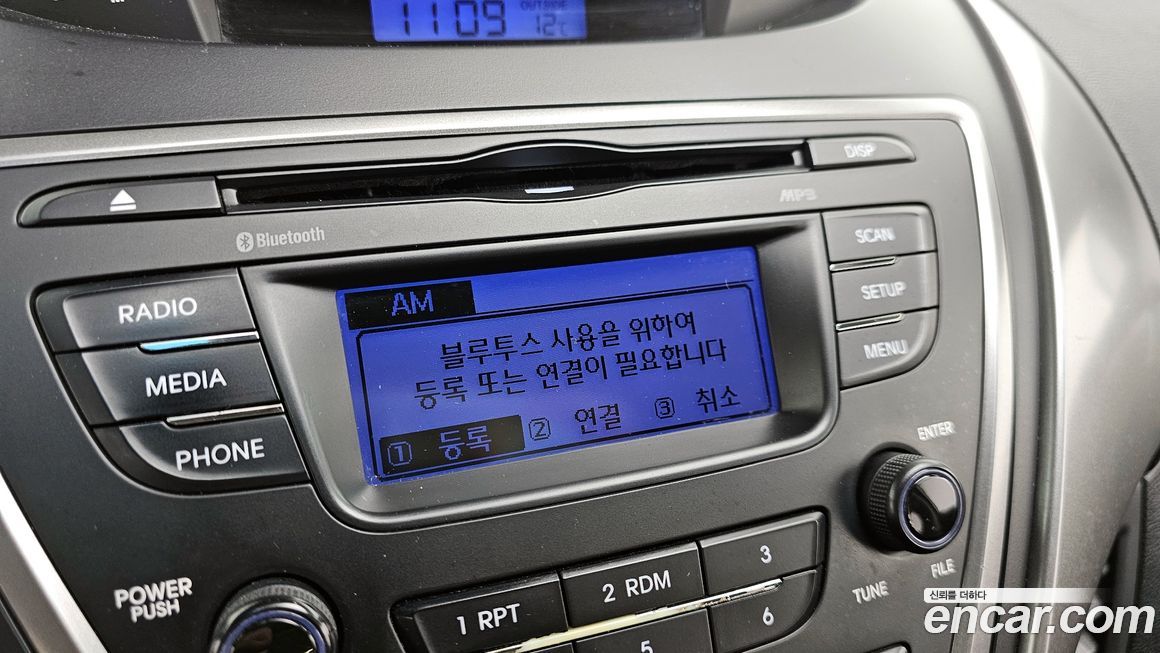 1109
OUTSIDE
12℃
DISP
MP3
Bluetooth
SCAN
RADIO
SETUP
MEDIA
MENU
PHONE
AM
블루투스 사용을 위하여
등록 또는 연결이 필요합니다
1 등록 2 연결 3 취소
ENTER
POWER
PUSH
TUNE
FILE
1 RPT
2 RDM
3
5
6
신뢰를 더하다
encar.com